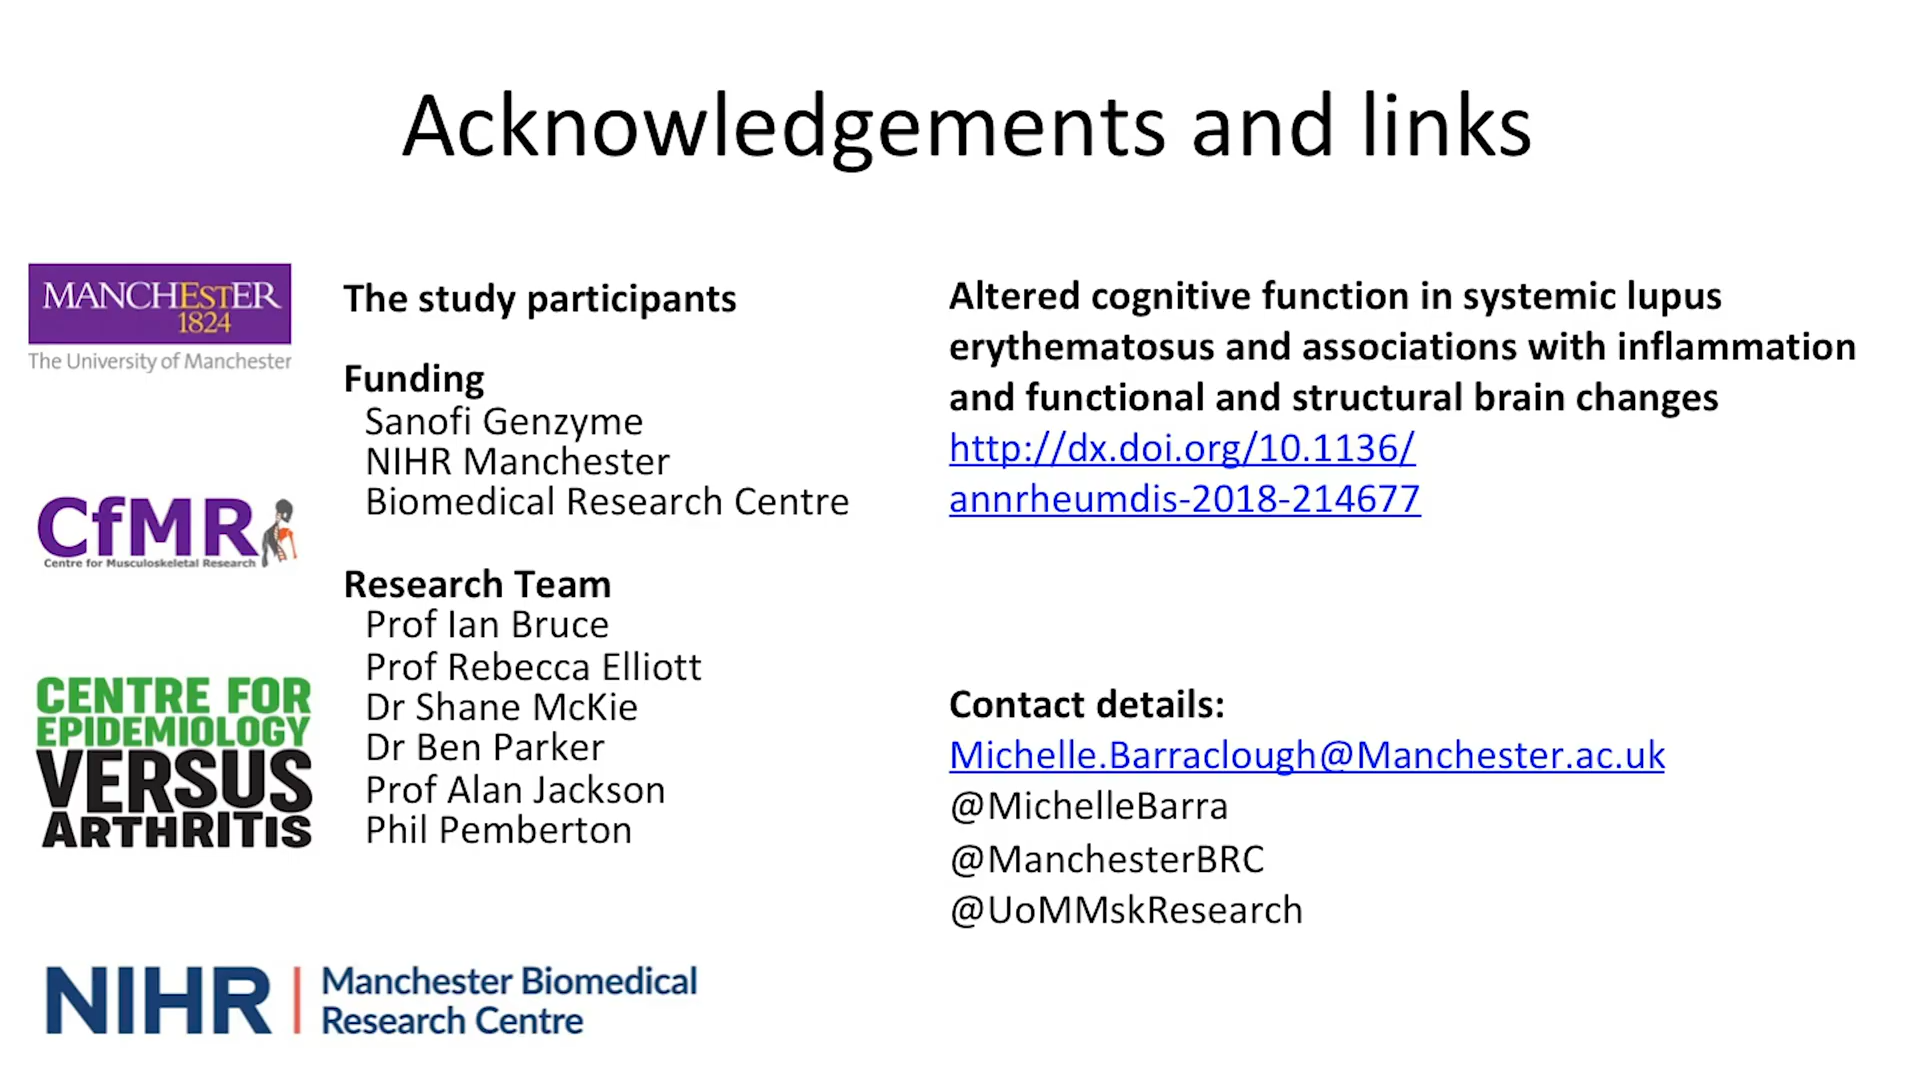 Acknowledgements and links
MANCHESTER
1824
The University of Manchester
CfMR
Centre for Musculoskeletal Research
CENTRE FOR
EPIDEMIOLOGY
VERSUS
ARTHRITIS
NIHR | Manchester Biomedical
Research Centre
The study participants
Funding
Sanofi Genzyme
NIHR Manchester
Biomedical Research Centre
Research Team
Prof Ian Bruce
Prof Rebecca Elliott
Dr Shane McKie
Dr Ben Parker
Prof Alan Jackson
Phil Pemberton
Altered cognitive function in systemic lupus
erythematosus and associations with inflammation
and functional and structural brain changes
http://dx.doi.org/10.1136/
annrheumdis-2018-214677
Contact details:
Michelle.Barraclough@Manchester.ac.uk
@MichelleBarra
@ManchesterBRC
@UoMMskResearch